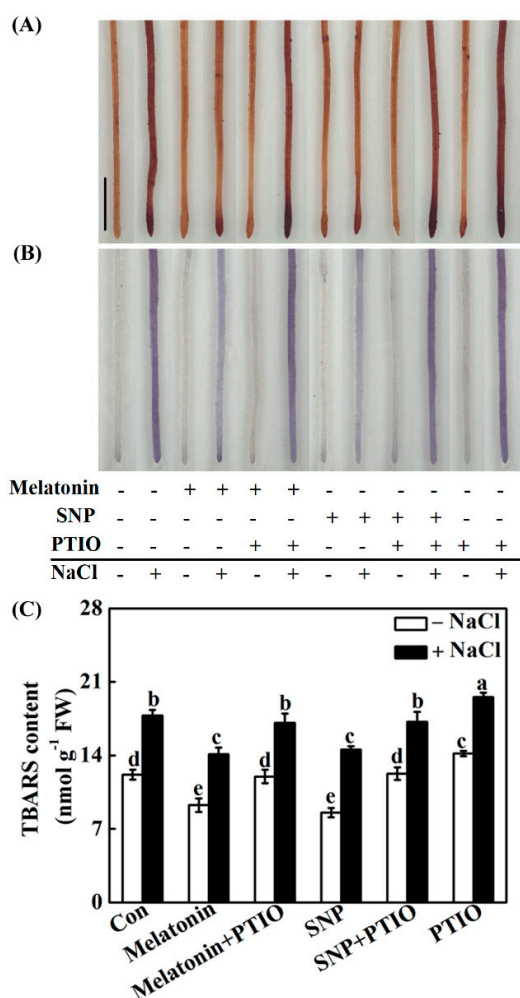 (A)
(B)
Melatonin - - + + + + - - - - - -
SNP - - - - - - + + + + - -
PTIO - - - - + + - - + + + +
NaCl - + - + - + - + - + - +
(C)
28
21
14
7
0
TBARS content
(nmol g-1 FW)
– NaCl
+ NaCl
d b e c d b e c d b c a
Con
Melatonin
Melatonin+PTIO
SNP
SNP+PTIO
PTIO